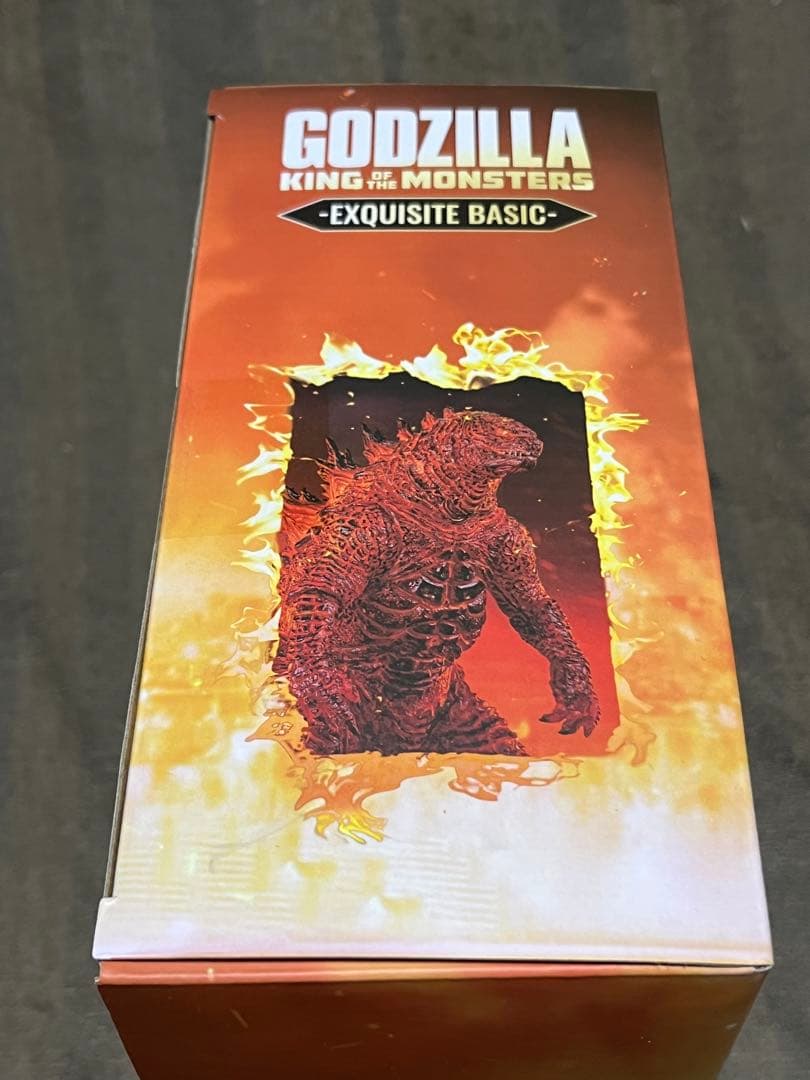 GODZILLA
KING OF THE MONSTERS
-EXQUISITE BASIC-